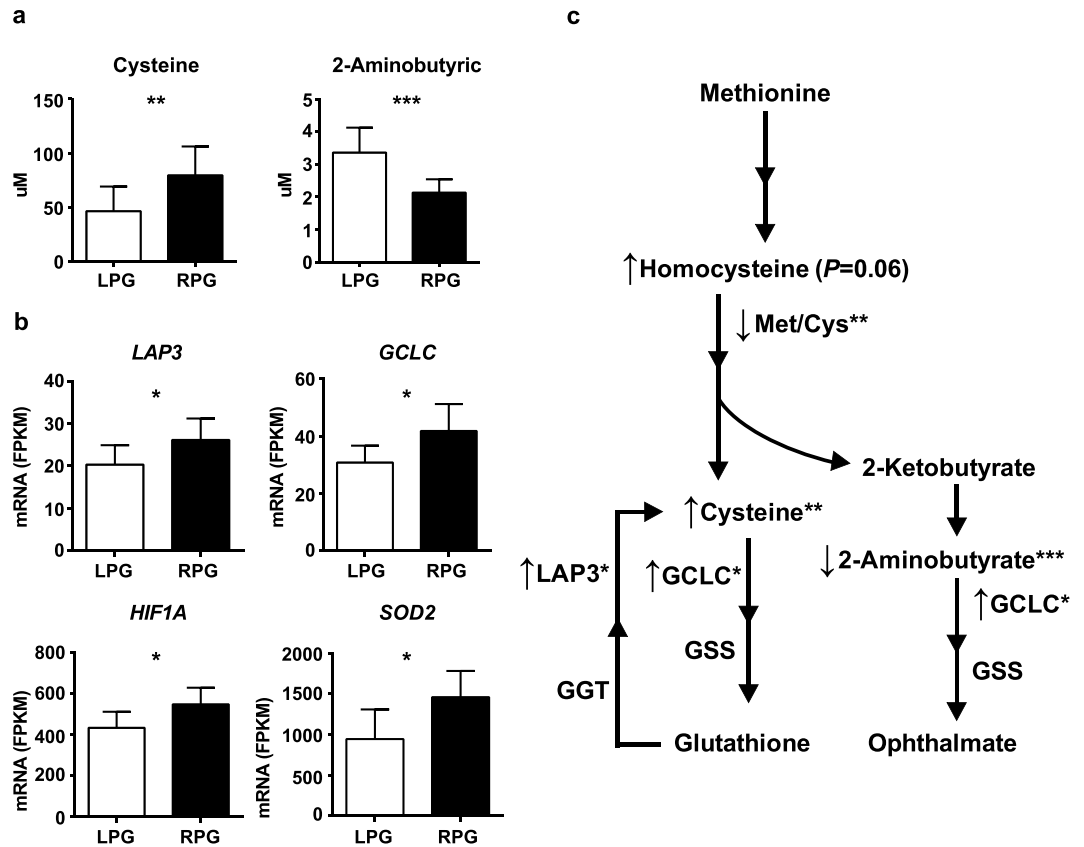 a
Cysteine
**
150
100
50
0
uM
LPG RPG
2-Aminobutyric
***
5
4
3
2
1
0
uM
LPG RPG
b
LAP3
*
40
30
20
10
0
mRNA (FPKM)
LPG RPG
GCLC
*
60
40
20
0
mRNA (FPKM)
LPG RPG
HIF1A
*
800
600
400
200
0
mRNA (FPKM)
LPG RPG
SOD2
*
2000
1500
1000
500
0
mRNA (FPKM)
LPG RPG
c
Methionine
↑Homocysteine (P=0.06)
↓Met/Cys**
2-Ketobutyrate
↑Cysteine**
↓2-Aminobutyrate***
↑LAP3*
↑GCLC*
↑GCLC*
GSS
GSS
GGT
Glutathione
Ophthalmate